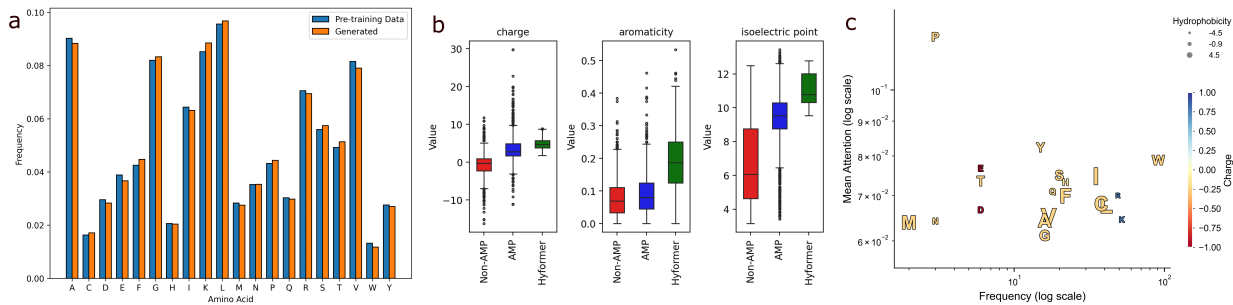 a
0.10
0.08
0.06
0.04
0.02
0.00
Frequency
Pre-training Data
Generated
A C D E F G H I K L M N P Q R S T V W Y
Amino Acid
b
charge
30
20
10
0
−10
Value
Non-AMP
AMP
Hyformer
aromaticity
0.5
0.4
0.3
0.2
0.1
0.0
Value
Non-AMP
AMP
Hyformer
isoelectric point
14
12
10
8
6
4
Value
Non-AMP
AMP
Hyformer
c
Mean Attention (log scale)
10⁻¹
9 × 10⁻²
8 × 10⁻²
7 × 10⁻²
6 × 10⁻²
P
Y
W
E
T
S
H
I
Q
F
R
C
L
D
M
N
V
A
K
G
10¹
10²
Frequency (log scale)
Hydrophobicity
-4.5
-0.9
4.5
1.00
0.75
0.50
0.25
0.00
−0.25
−0.50
−0.75
−1.00
Charge